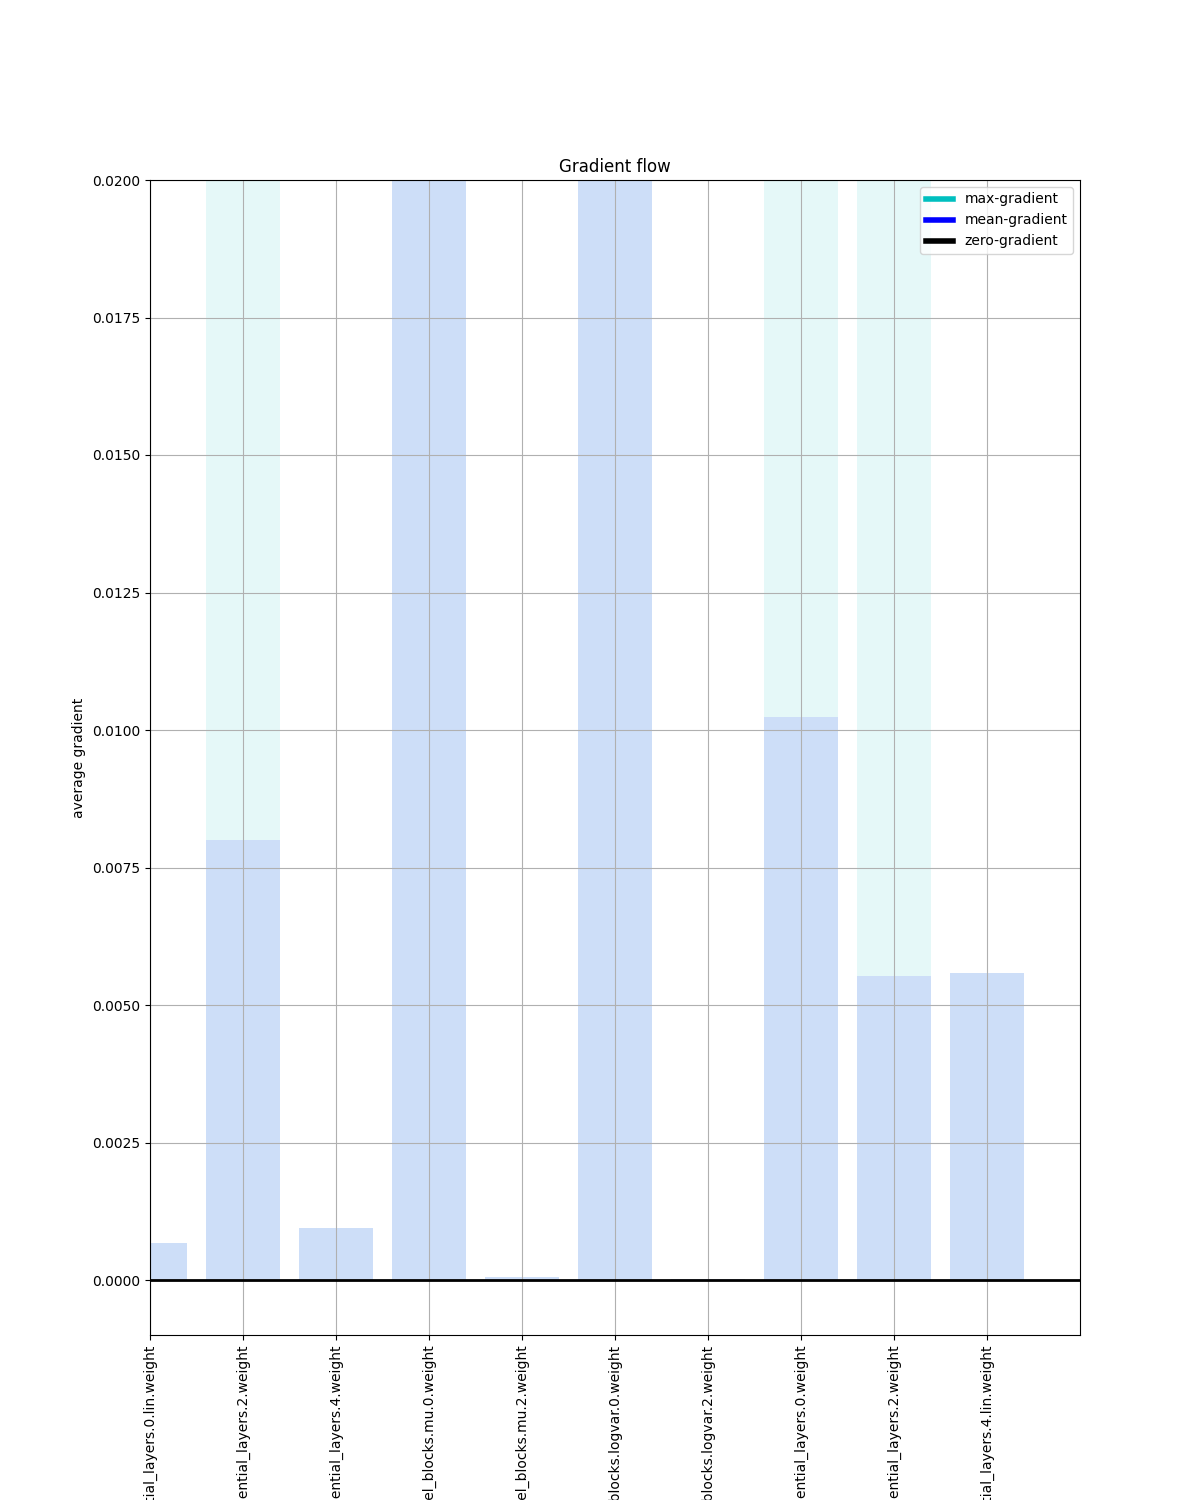 Gradient flow
max-gradient
mean-gradient
zero-gradient
average gradient
0.0200
0.0175
0.0150
0.0125
0.0100
0.0075
0.0050
0.0025
0.0000
tial_layers.0.lin.weight
ential_layers.2.weight
ential_layers.4.weight
el_blocks.mu.0.weight
el_blocks.mu.2.weight
blocks.logvar.0.weight
blocks.logvar.2.weight
ential_layers.0.weight
ential_layers.2.weight
tial_layers.4.lin.weight